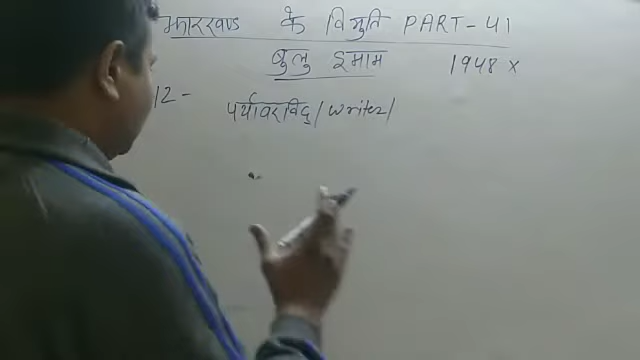 झारखण्ड के विभुति PART-41
बुलु इमाम 1948 x
12-
पर्यावरविदु/writer/